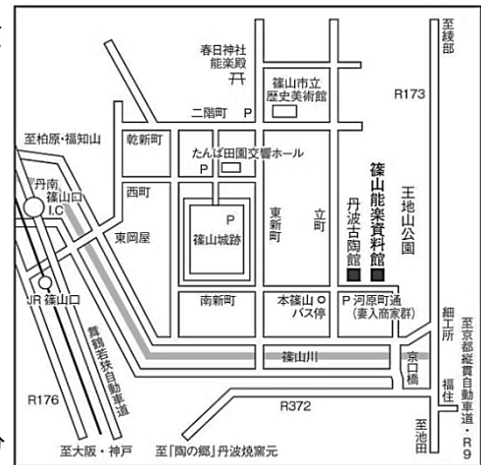 至綾部
春日神社
能楽殿
篠山市立
歴史美術館
R173
二階町 P
至柏原・福知山
乾新町
たんば田園交響ホール
P
丹南
篠山口
I.C
西町
東岡屋
P
篠山城跡
東新町
立町
丹波古陶館
篠山能楽資料館
王地山公園
JR 篠山口
南新町
本篠山
バス停
P 河原町通
(妻入商家群)
細工所
至京都縦貫自動車道・R9
舞鶴若狭自動車道
篠山川
京口橋
福住
R176
R372
至池田
至大阪・神戸
至「陶の郷」丹波焼窯元